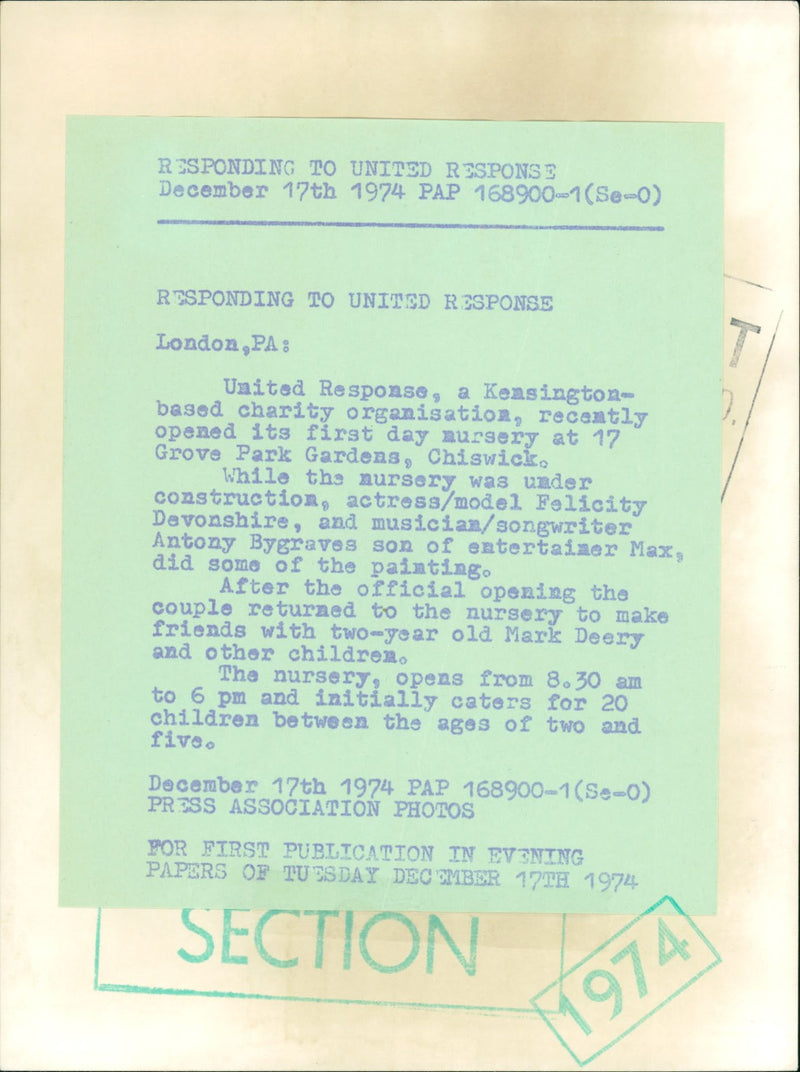 RESPONDING TO UNITED RESPONSE
December 17th 1974 PAP 168900-1(Se-0)
RESPONDING TO UNITED RESPONSE
London,PA:
United Response, a Kensington-
based charity organisation, recently
opened its first day nursery at 17
Grove Park Gardens, Chiswick.
While the nursery was under
construction, actress/model Felicity
Devonshire, and musician/songwriter
Antony Bygraves son of entertainer Max,
did some of the painting.
After the official opening the
couple returned to the nursery to make
friends with two-year old Mark Deery
and other children.
The nursery, opens from 8.30 am
to 6 pm and initially caters for 20
children between the ages of two and
five.
December 17th 1974 PAP 168900-1(Se-0)
PRESS ASSOCIATION PHOTOS
FOR FIRST PUBLICATION IN EVENING
PAPERS OF TUESDAY DECEMBER 17TH 1974
T
SECTION
1974